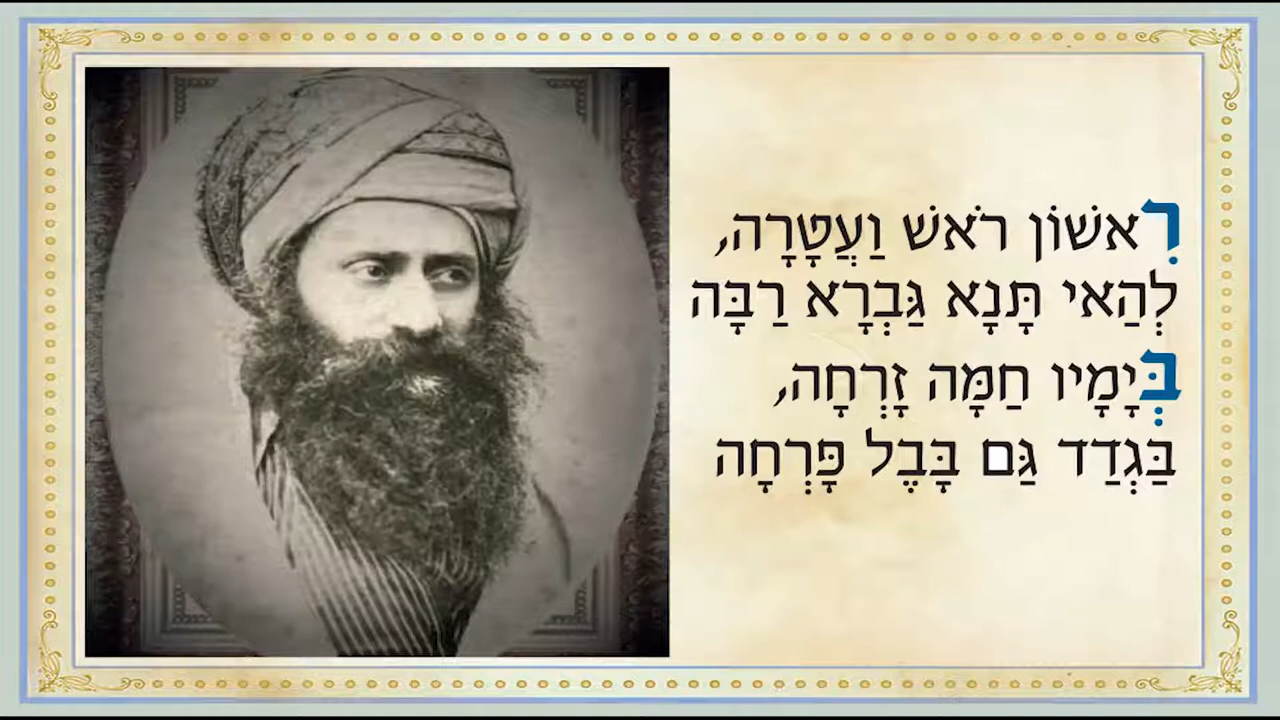 רִאשׁוֹן רֹאשׁ וַעֲטָרָה,
לְהַאי תָּנָא גַּבְרָא רַבָּה
בְּיָמָיו חַמָּה זָרְחָה,
בַּגְדַד גַּם בָּבֶל פָּרְחָה